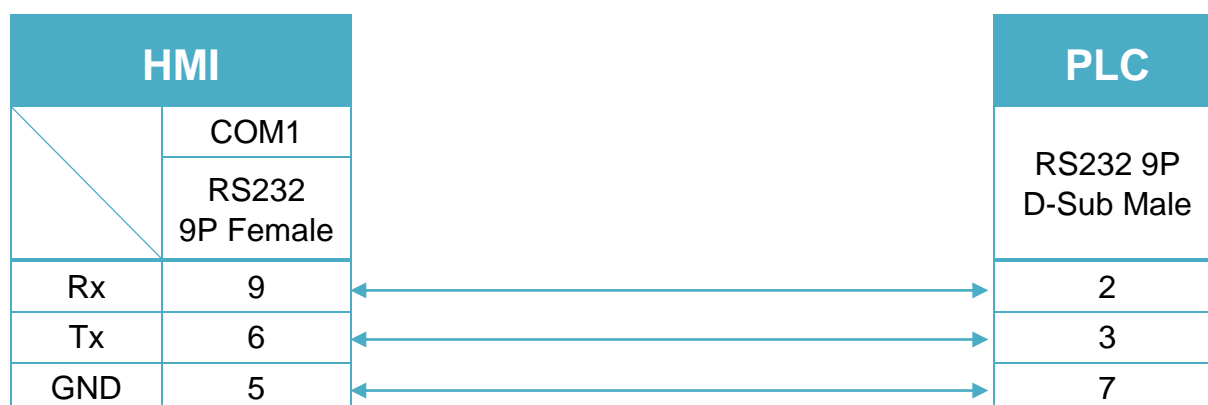 HMI PLC
COM1
RS232
9P Female
RS232 9P
D-Sub Male
Rx 9 2
Tx 6 3
GND 5 7